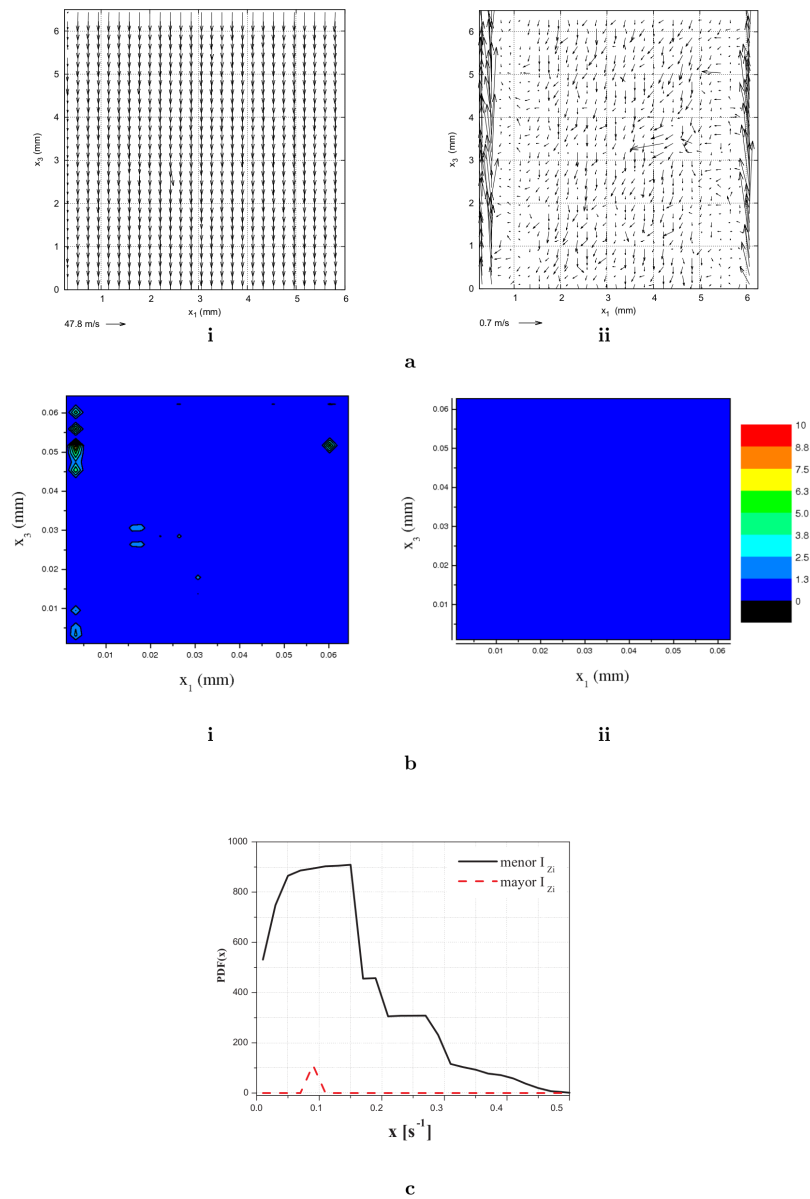 6
5
4
3
2
1
0
x3 (mm)
1 2 3 4 5 6
x1 (mm)
47.8 m/s
i
6
5
4
3
2
1
0
x3 (mm)
1 2 3 4 5 6
x1 (mm)
0.7 m/s
ii
a
0.06
0.05
0.04
0.03
0.02
0.01
x3 (mm)
0.01 0.02 0.03 0.04 0.05 0.06
x1 (mm)
i
0.06
0.05
0.04
0.03
0.02
0.01
x3 (mm)
0.01 0.02 0.03 0.04 0.05 0.06
x1 (mm)
10
8.8
7.5
6.3
5.0
3.8
2.5
1.3
0
ii
b
1000
800
600
400
200
0
PDF(x)
menor I Zi
mayor I Zi
0.0 0.1 0.2 0.3 0.4 0.5
x [s-1]
c